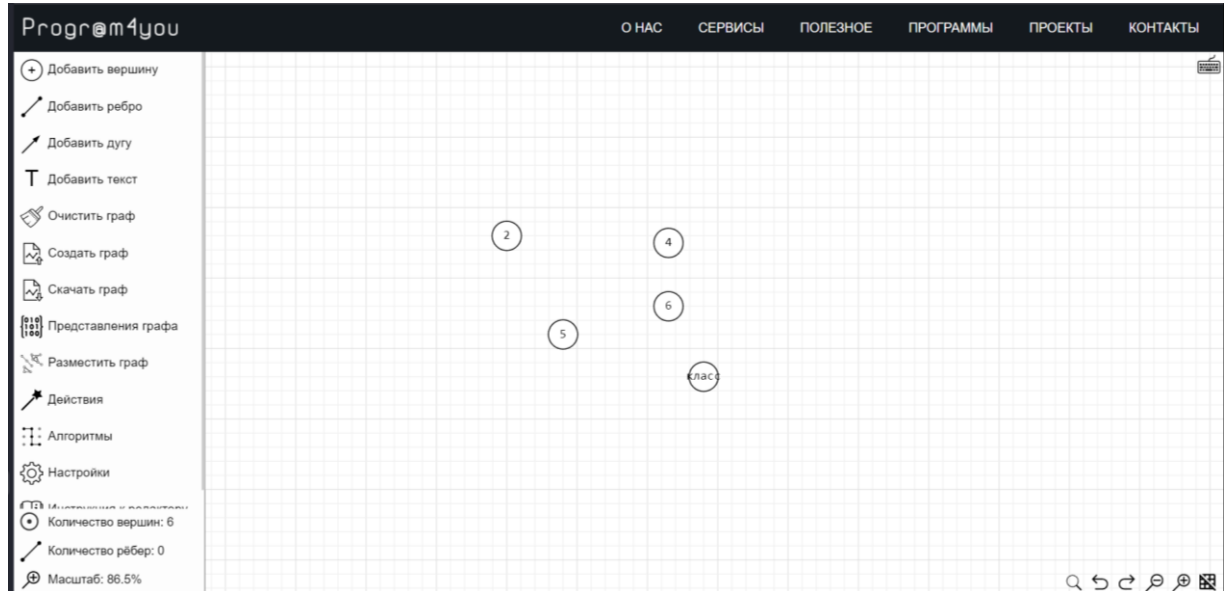 Progr@m4you
О НАС СЕРВИСЫ ПОЛЕЗНОЕ ПРОГРАММЫ ПРОЕКТЫ КОНТАКТЫ
Добавить вершину
Добавить ребро
Добавить дугу
T Добавить текст
Очистить граф
Создать граф
Скачать граф
Представления графа
Разместить граф
Действия
Алгоритмы
Настройки
Инструкция к редактору
Количество вершин: 6
Количество рёбер: 0
Масштаб: 86.5%
2
4
6
5
класс